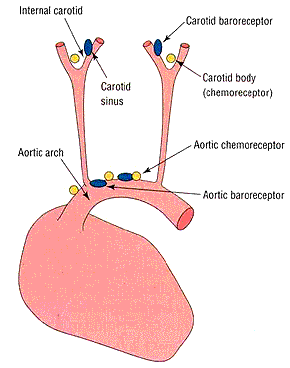 Internal carotid
Carotid baroreceptor
Carotid
sinus
Carotid body
(chemoreceptor)
Aortic arch
Aortic chemoreceptor
Aortic baroreceptor